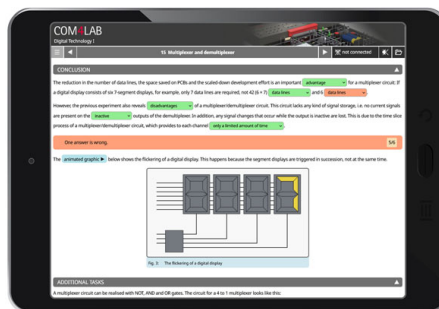 COM4LAB
Digital Technology I
15 Multiplexer and demultiplexer
not connected
CONCLUSION
The reduction in the number of data lines, the space saved on PCBs and the scaled-down development effort is an important advantage for a multiplexer circuit: If
a digital display consists of six 7-segment displays, for example, only 7 data lines are required; not 42 (6 × 7) data lines and 6 data lines.
However, the previous experiment also reveals disadvantages of a multiplexer/demultiplexer circuit. This circuit lacks any kind of signal storage, i.e. no current signals
are present on the inactive outputs of the demultiplexer. In addition, any signal changes that occur while the output is inactive are lost. This is due to the time slice
process of a multiplexer/demultiplexer circuit, which provides to each channel only a limited amount of time.
One answer is wrong. 5/6
The animated graphic ▶ below shows the flickering of a digital display. This happens because the segment displays are triggered in succession, not at the same time.
Fig. 3 The flickering of a digital display
ADDITIONAL TASKS
A multiplexer circuit can be realised with NOT, AND and OR gates. The circuit for a 4 to 1 multiplexer looks like this: